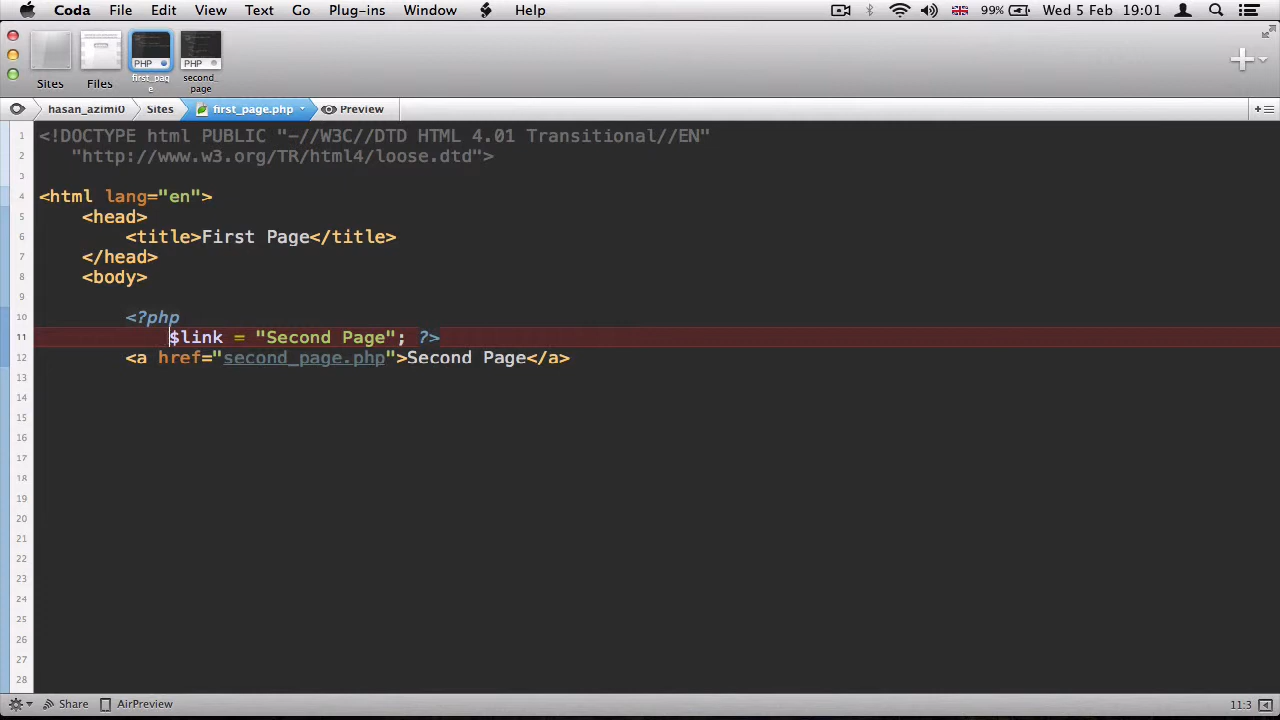 Coda File Edit View Text Go Plug-ins Window Help 99% Wed 5 Feb 19:01
PHP PHP
Sites Files first_page second_page
hasan_azimi0 Sites first_page.php Preview
1 <!DOCTYPE html PUBLIC "-//W3C//DTD HTML 4.01 Transitional//EN"
2 "http://www.w3.org/TR/html4/loose.dtd">
3
4 <html lang="en">
5 <head>
6 <title>First Page</title>
7 </head>
8 <body>
9
10 <?php
11 $link = "Second Page"; ?>
12 <a href="second_page.php">Second Page</a>
13
14
15
16
17
18
19
20
21
22
23
24
25
26
27
28
Share AirPreview 11:3